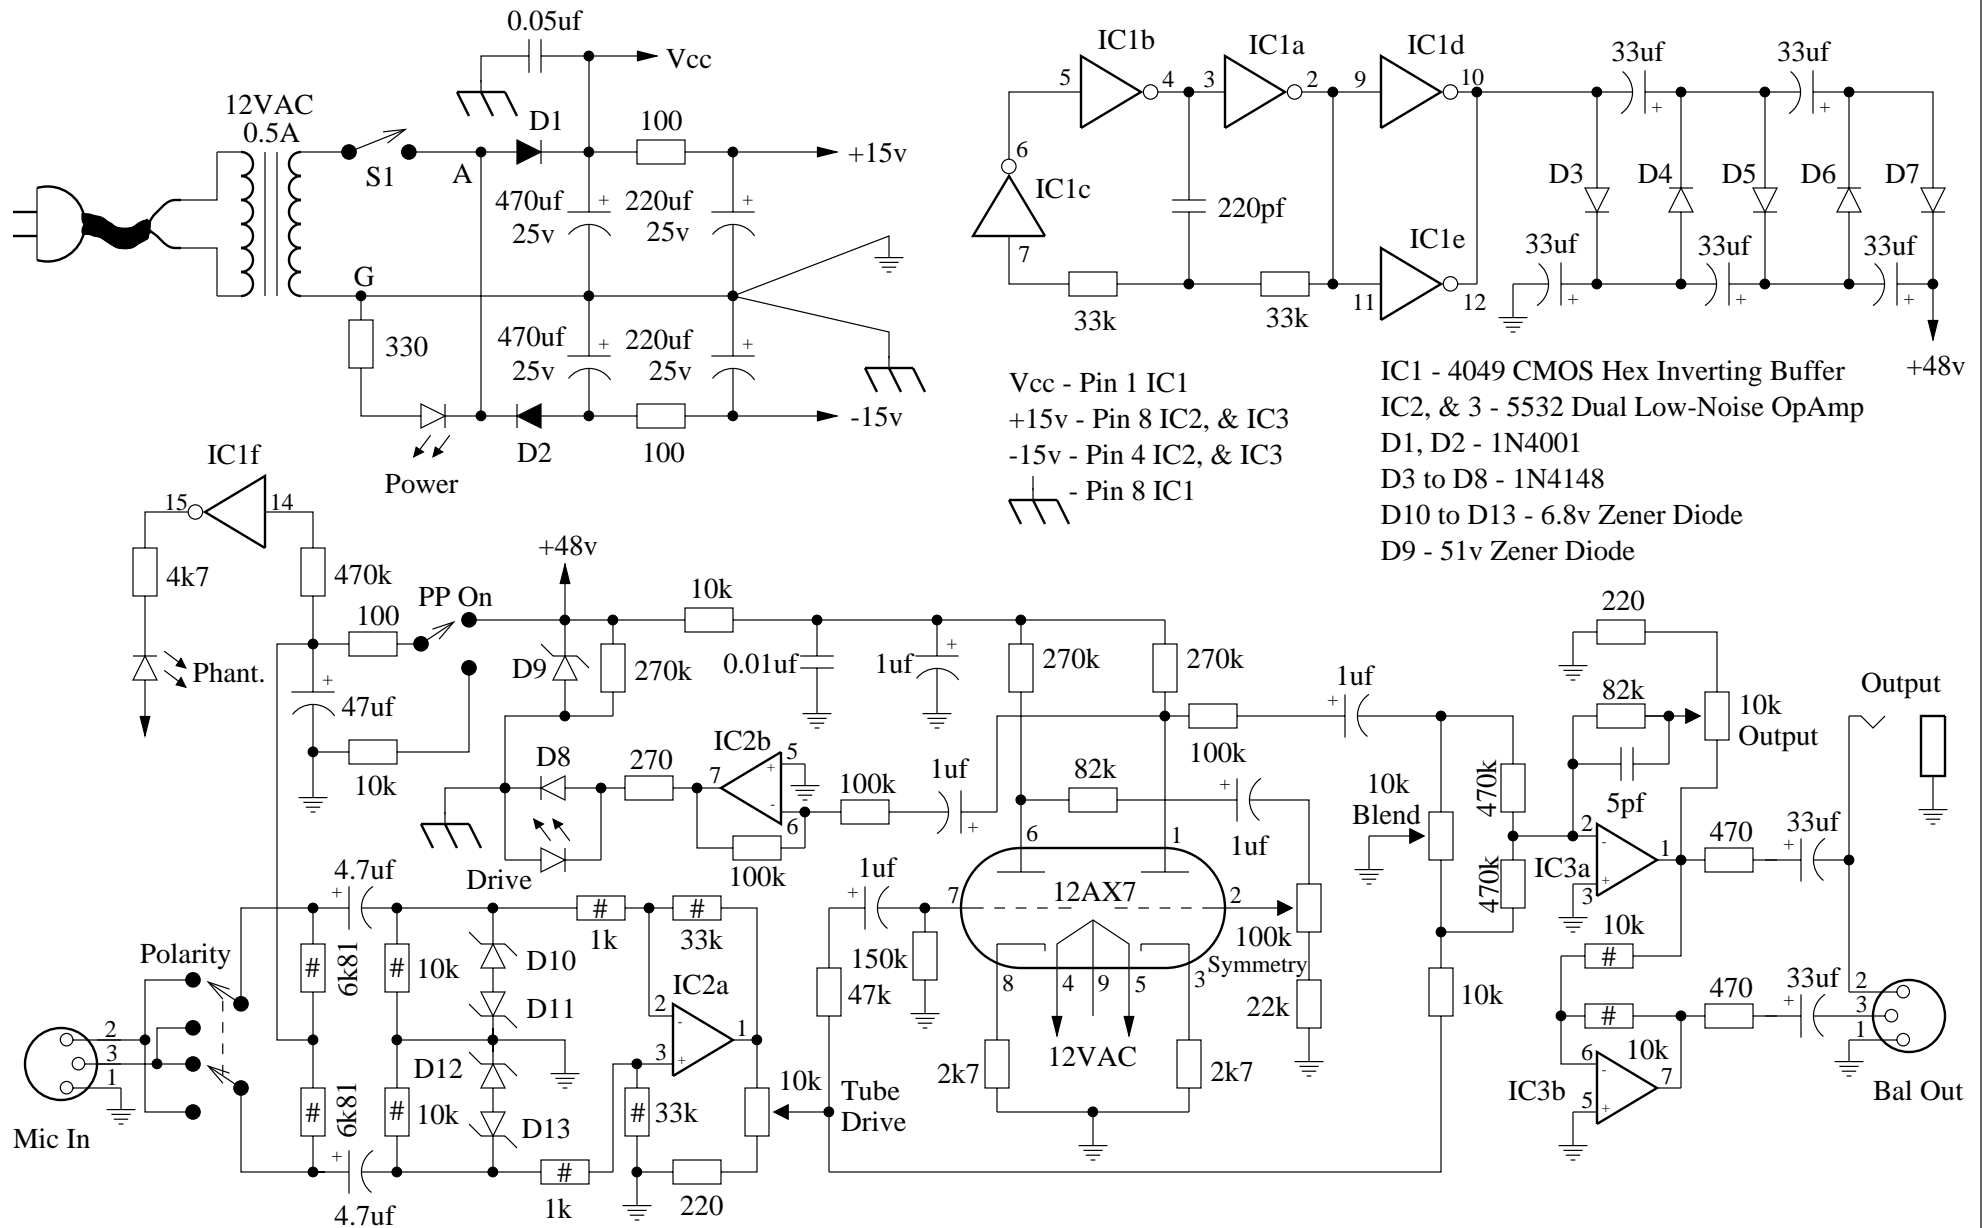 0.05uf
Vcc
12VAC
0.5A
S1
A
D1
100
+15v
470uf
25v
+
220uf
25v
+
G
330
470uf
25v
+
220uf
25v
+
-15v
D2
100
Power
IC1b
5
4
IC1a
3
2
IC1d
9
10
6
IC1c
7
220pf
IC1e
11
12
33k
33k
33uf
+
33uf
+
D3
D4
D5
D6
D7
33uf
+
33uf
+
33uf
+
+48v
Vcc - Pin 1 IC1
+15v - Pin 8 IC2, & IC3
-15v - Pin 4 IC2, & IC3
- Pin 8 IC1
IC1 - 4049 CMOS Hex Inverting Buffer
IC2, & 3 - 5532 Dual Low-Noise OpAmp
D1, D2 - 1N4001
D3 to D8 - 1N4148
D10 to D13 - 6.8v Zener Diode
D9 - 51v Zener Diode
IC1f
15
14
4k7
470k
Phant.
100
PP On
+48v
+
47uf
10k
D9
270k
10k
0.01uf
1uf
+
270k
270k
D8
270
IC2b
7
5
+
-
6
100k
100k
1uf
+
Drive
82k
1uf
+
100k
1uf
+
10k
Blend
470k
470k
220
82k
10k
Output
5pf
IC3a
2
-
3
+
1
470
33uf
+
Output
10k
#
#
10k
IC3b
6
-
5
+
7
470
33uf
+
2
3
1
Bal Out
6
1
12AX7
7
2
100k
Symmetry
8
4
9
5
3
22k
12VAC
2k7
2k7
1uf
+
150k
47k
10k
4.7uf
+
#
1k
#
33k
Polarity
#
6k81
#
10k
D10
D11
IC2a
2
-
3
+
1
2
3
1
Mic In
#
6k81
#
10k
D12
D13
#
33k
10k
Tube
Drive
+
4.7uf
#
1k
220